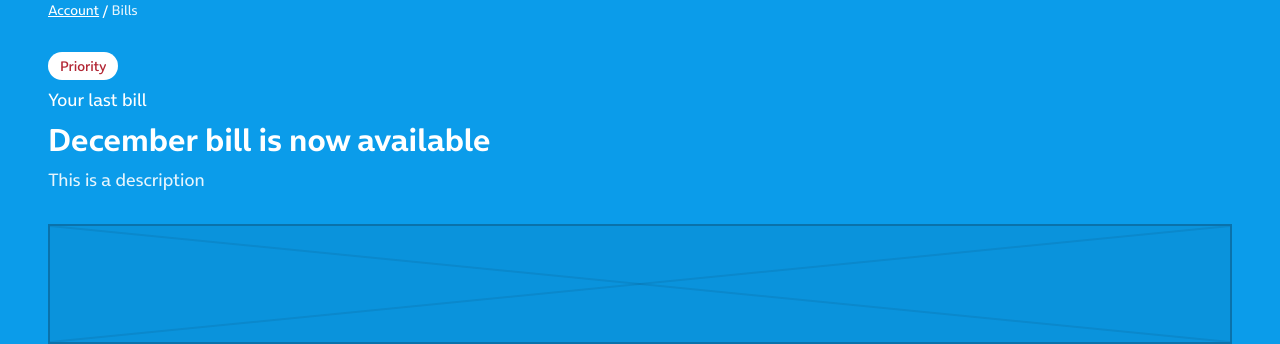 Account / Bills
Priority
Your last bill
December bill is now available
This is a description